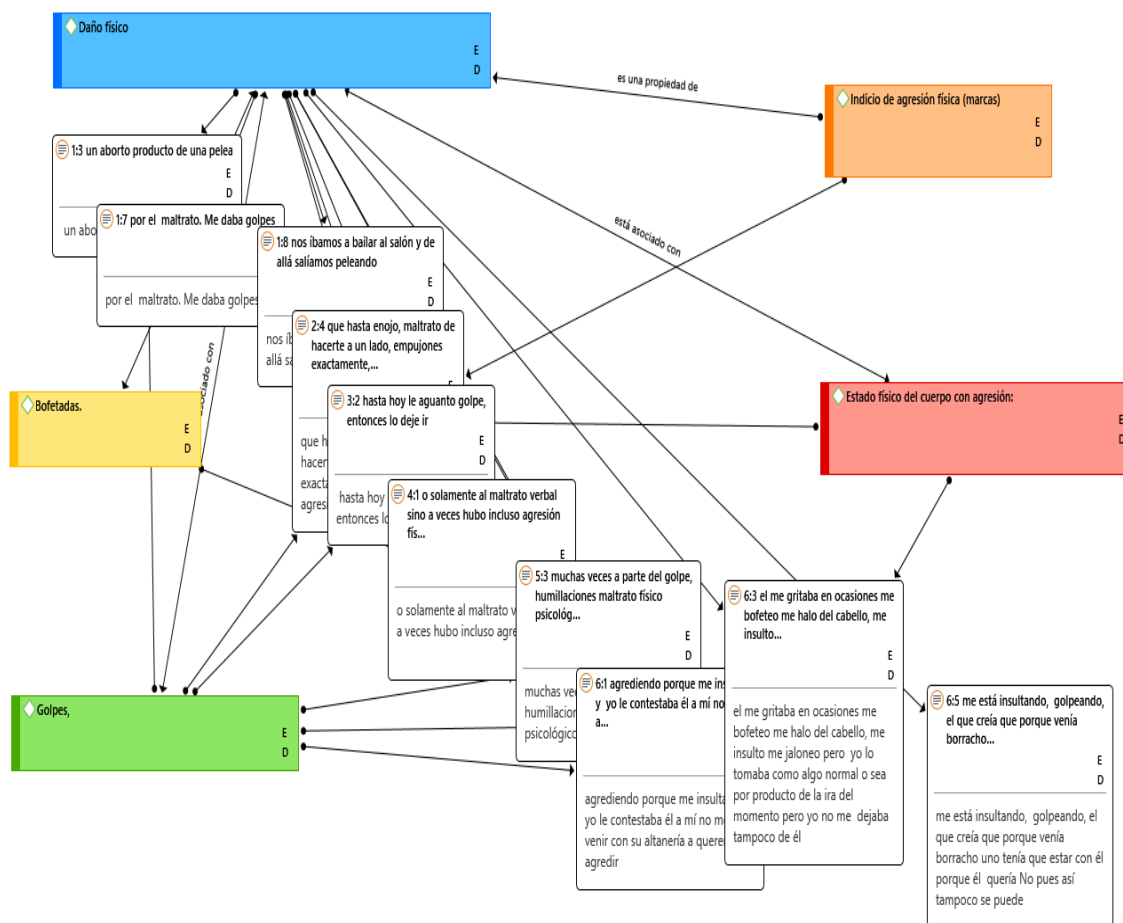 Daño físico
E
D
es una propiedad de
Indicio de agresión física (marcas)
E
D
está asociado con
1:3 un aborto producto de una pelea
E
D
un abo
1:7 por el maltrato. Me daba golpes
por el maltrato. Me daba golpes
1:8 nos íbamos a bailar al salón y de
allá salíamos peleando
E
D
nos íb
allá sa
2:4 que hasta enojo, maltrato de
hacerte a un lado, empujones
exactamente,...
E
que h
hacer
exacta
agres
asociado con
Bofetadas.
E
D
3:2 hasta hoy le aguanto golpe,
entonces lo deje ir
E
D
hasta hoy
entonces lo
Estado físico del cuerpo con agresión:
E
D
4:1 o solamente al maltrato verbal
sino a veces hubo incluso agresión
fís...
E
D
o solamente al maltrato v
a veces hubo incluso agre
5:3 muchas veces a parte del golpe,
humillaciones maltrato físico
psicológ...
E
D
muchas vec
humillacion
psicológico
6:1 agrediendo porque me ins
y yo le contestaba él a mí no
a...
agrediendo porque me insulta
yo le contestaba él a mí no m
venir con su altanería a querer
agredir
6:3 el me gritaba en ocasiones me
bofeteo me halo del cabello, me
insulto...
E
D
el me gritaba en ocasiones me
bofeteo me halo del cabello, me
insulto me jaloneo pero yo lo
tomaba como algo normal o sea
por producto de la ira del
momento pero yo no me dejaba
tampoco de él
6:5 me está insultando, golpeando,
el que creía que porque venía
borracho...
E
D
me está insultando, golpeando, el
que creía que porque venía
borracho uno tenía que estar con él
porque él quería No pues así
tampoco se puede
Golpes,
E
D